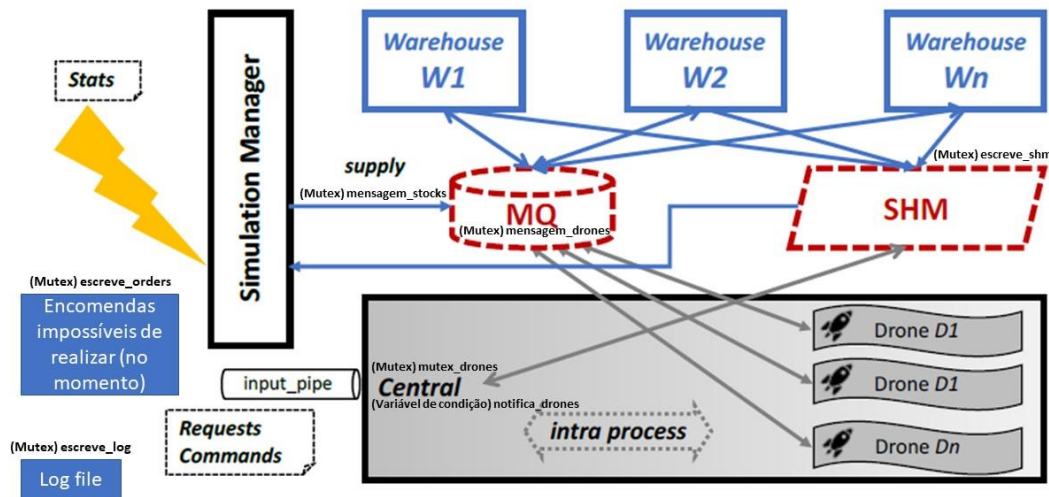 Stats
Simulation Manager
Warehouse
W1
Warehouse
W2
Warehouse
Wn
supply
(Mutex) mensagem_stocks
MQ
(Mutex) mensagem_drones
(Mutex) escreve_shm
SHM
(Mutex) escreve_orders
Encomendas
impossíveis de
realizar (no
momento)
input_pipe
(Mutex) mutex_drones
Central
(Variável de condição) notifica_drones
intra process
Drone D1
Drone D1
Drone Dn
Requests
Commands
(Mutex) escreve_log
Log file